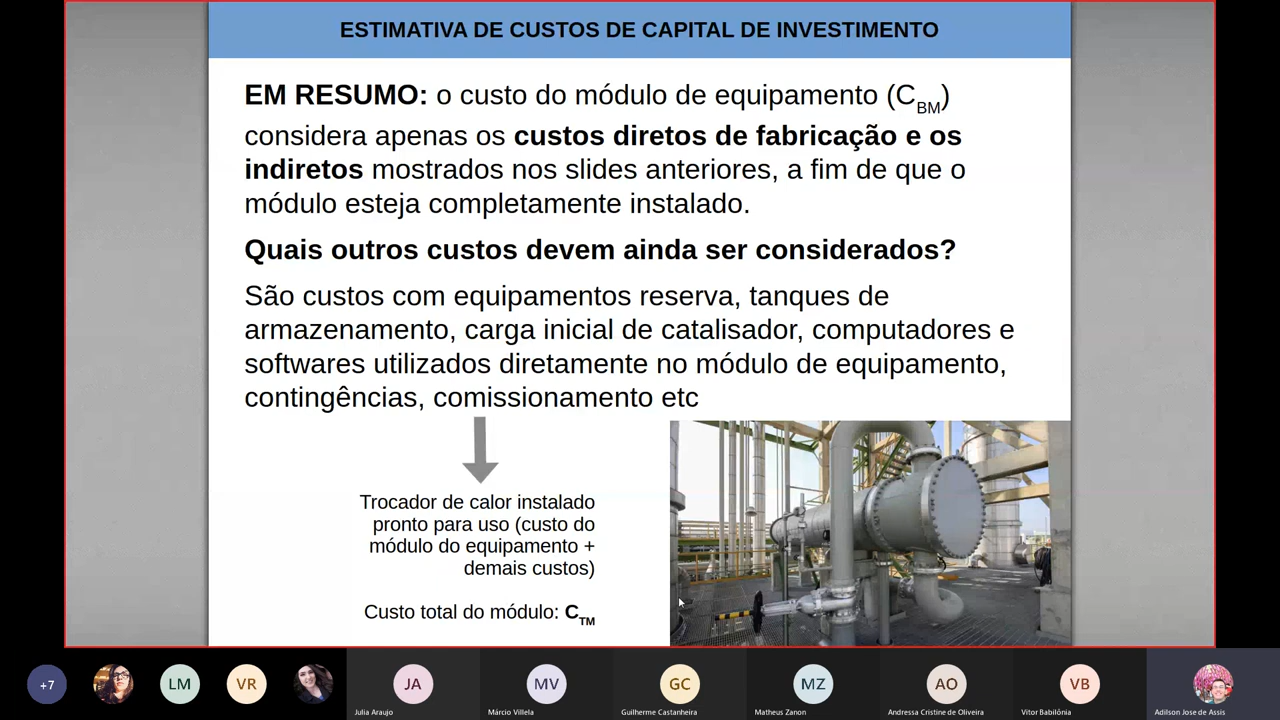 ESTIMATIVA DE CUSTOS DE CAPITAL DE INVESTIMENTO
EM RESUMO: o custo do módulo de equipamento (CBM)
considera apenas os custos diretos de fabricação e os
indiretos mostrados nos slides anteriores, a fim de que o
módulo esteja completamente instalado.
Quais outros custos devem ainda ser considerados?
São custos com equipamentos reserva, tanques de
armazenamento, carga inicial de catalisador, computadores e
softwares utilizados diretamente no módulo de equipamento,
contingências, comissionamento etc
Trocador de calor instalado
pronto para uso (custo do
módulo do equipamento +
demais custos)
Custo total do módulo: CTM
+7
LM
VR
JA
MV
GC
MZ
AO
VB
Julia Araujo
Márcio Villela
Guilherme Castanheira
Matheus Zanon
Andressa Cristine de Oliveira
Vitor Babilônia
Adilson Jose de Assis